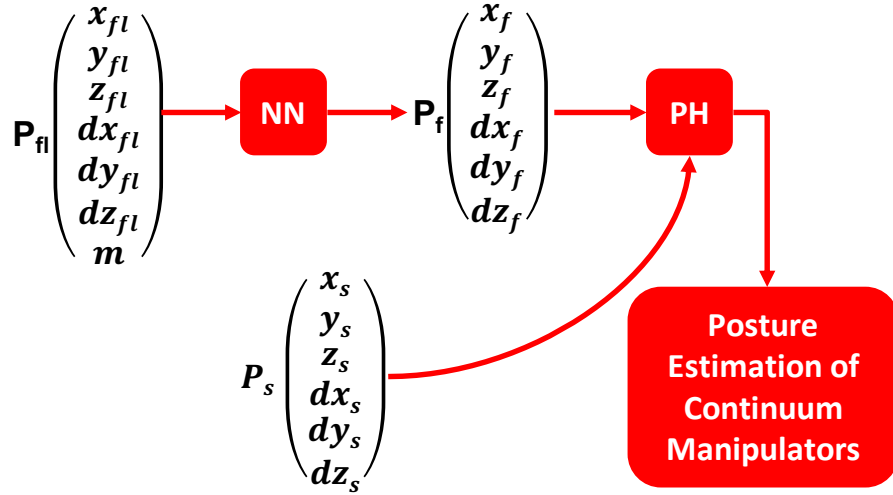 P_fl
x_fl
y_fl
z_fl
dx_fl
dy_fl
dz_fl
m
NN
P_f
x_f
y_f
z_f
dx_f
dy_f
dz_f
PH
P_s
x_s
y_s
z_s
dx_s
dy_s
dz_s
Posture
Estimation of
Continuum
Manipulators